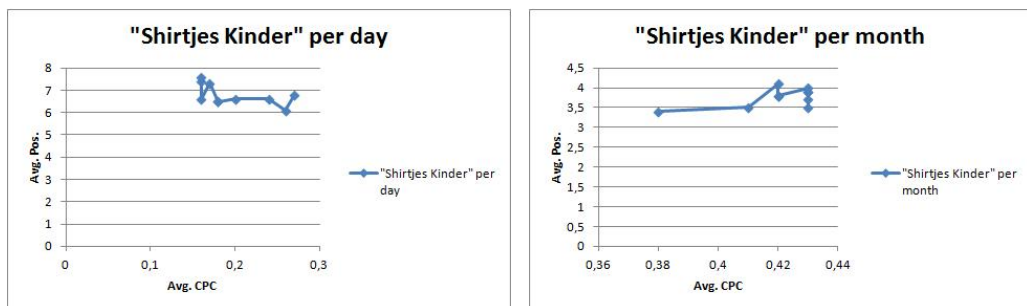 "Shirtjes Kinder" per day
8
7
6
5
4
3
2
1
0
Avg. Pos.
0
0,1
0,2
0,3
Avg. CPC
"Shirtjes Kinder" per
day
"Shirtjes Kinder" per month
4,5
4
3,5
3
2,5
2
1,5
1
0,5
0
Avg. Pos.
0,36
0,38
0,4
0,42
0,44
Avg. CPC
"Shirtjes Kinder" per
month